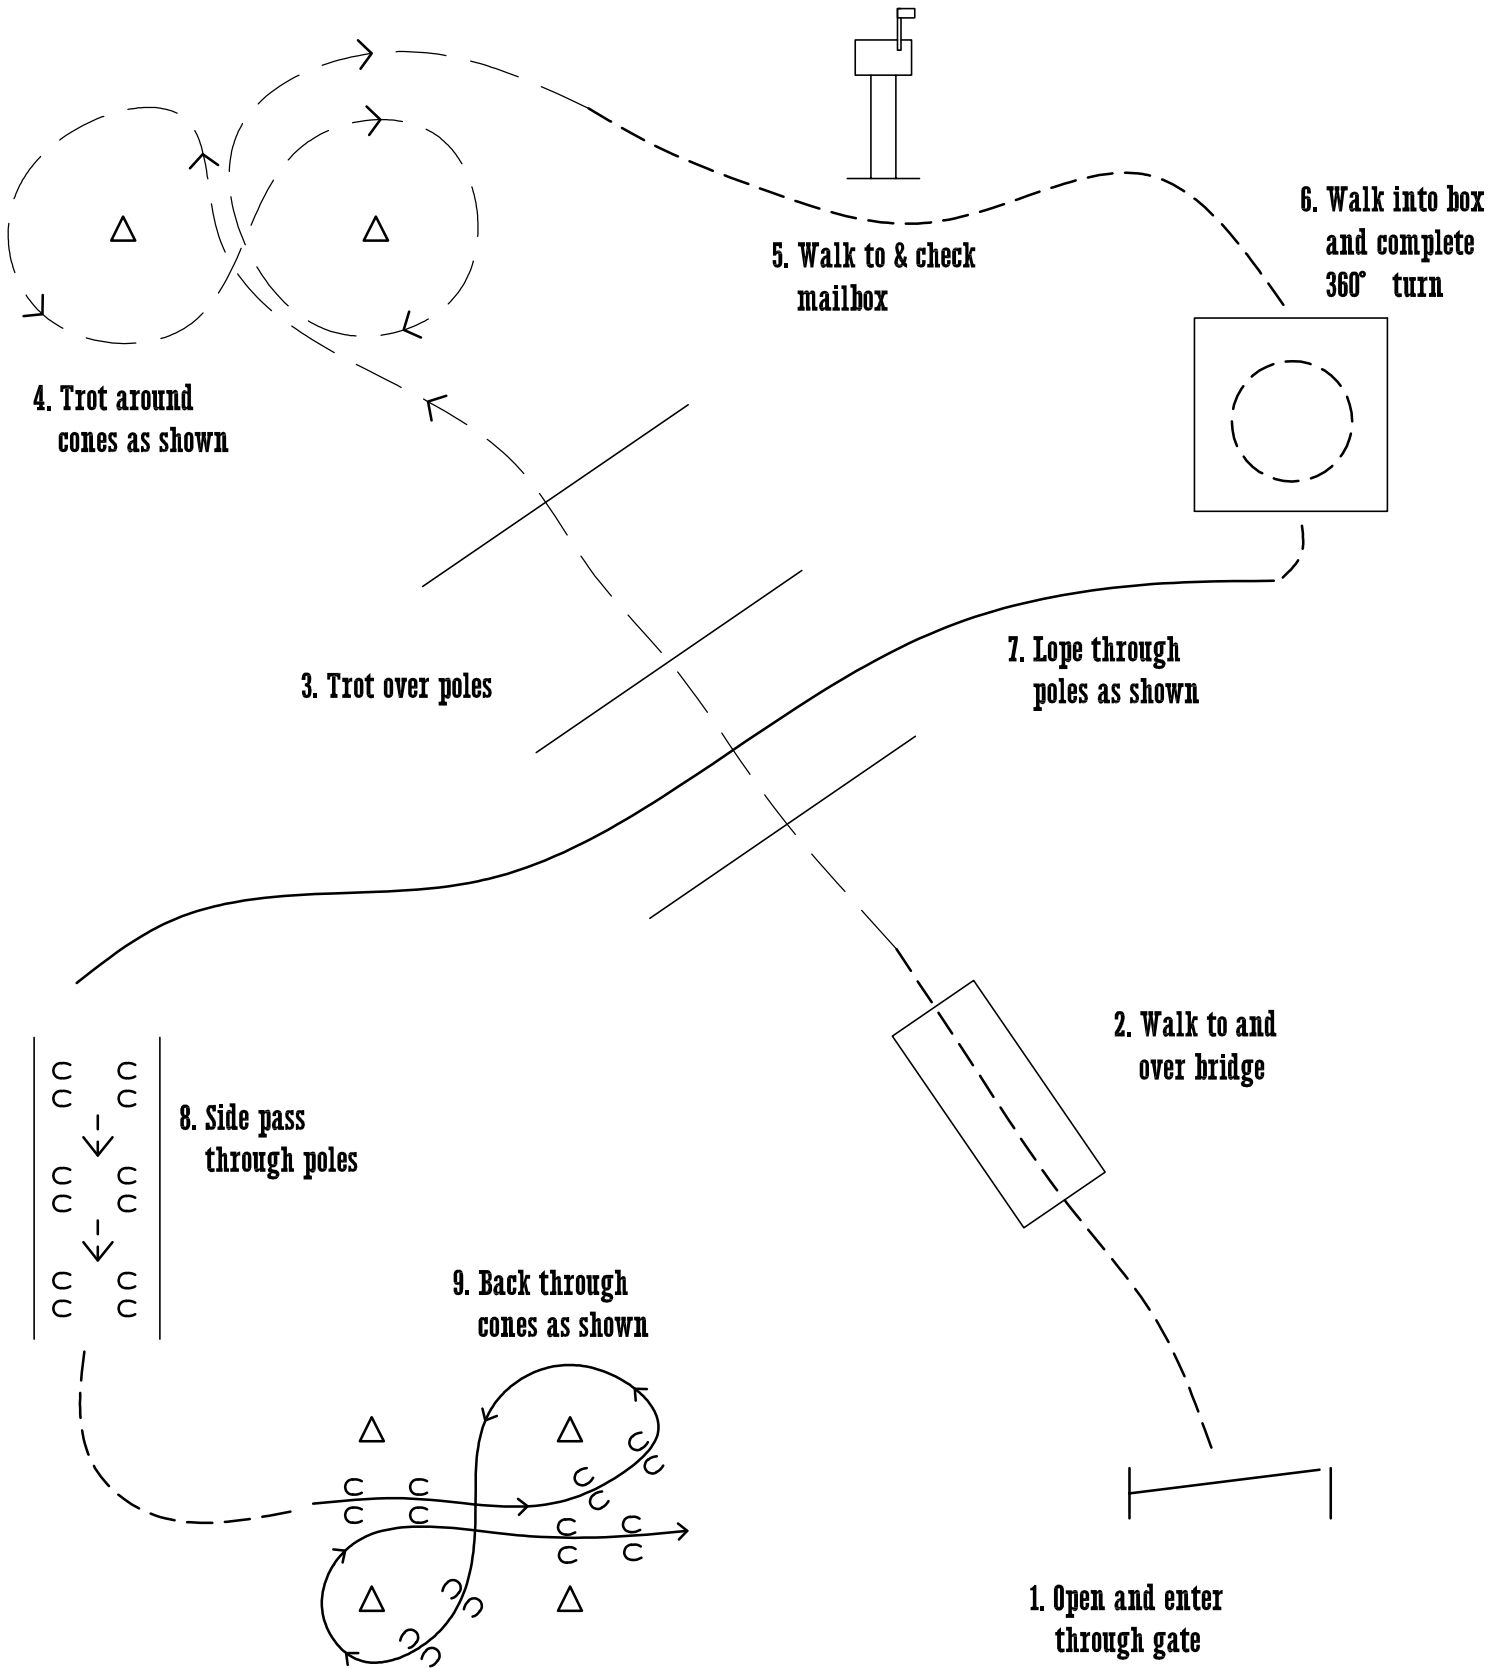 1. Open and enter
through gate
2. Walk to and
over bridge
3. Trot over poles
4. Trot around
cones as shown
5. Walk to & check
mailbox
6. Walk into box
and complete
360° turn
7. Lope through
poles as shown
8. Side pass
through poles
9. Back through
cones as shown